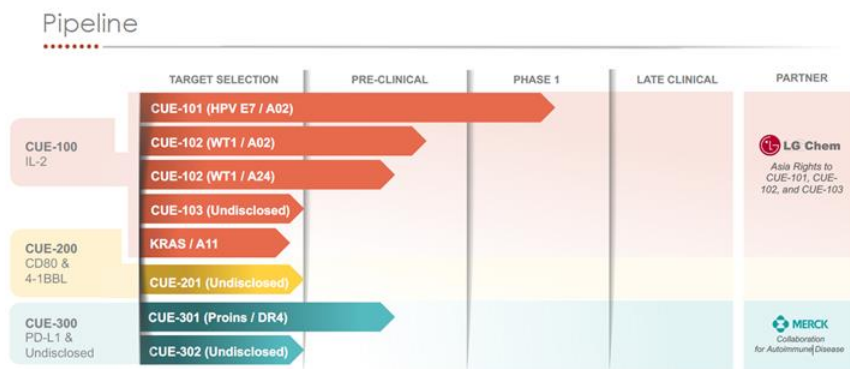 Pipeline
TARGET SELECTION
PRE-CLINICAL
PHASE 1
LATE CLINICAL
PARTNER
CUE-100
IL-2
CUE-101 (HPV E7 / A02)
CUE-102 (WT1 / A02)
CUE-102 (WT1 / A24)
CUE-103 (Undisclosed)
KRAS / A11
LG Chem
Asia Rights to
CUE-101, CUE-
102, and CUE-103
CUE-200
CD80 &
4-1BBL
CUE-201 (Undisclosed)
CUE-300
PD-L1 &
Undisclosed
CUE-301 (Proins / DR4)
CUE-302 (Undisclosed)
MERCK
Collaboration
for Autoimmune Disease